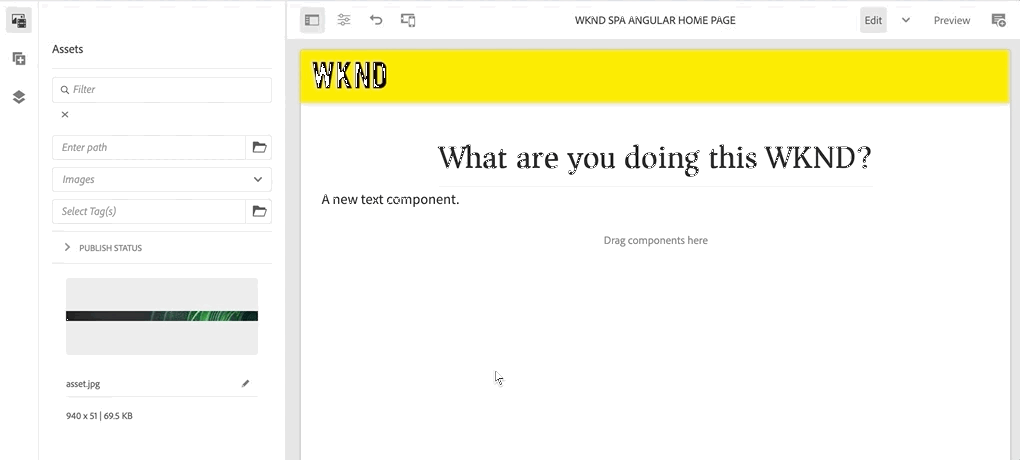 WKND SPA ANGULAR HOME PAGE
Edit
Preview
Assets
Filter
Enter path
Images
Select Tag(s)
PUBLISH STATUS
asset.jpg
940 x 51 | 69.5 KB
WKND
What are you doing this WKND?
A new text component.
Drag components here